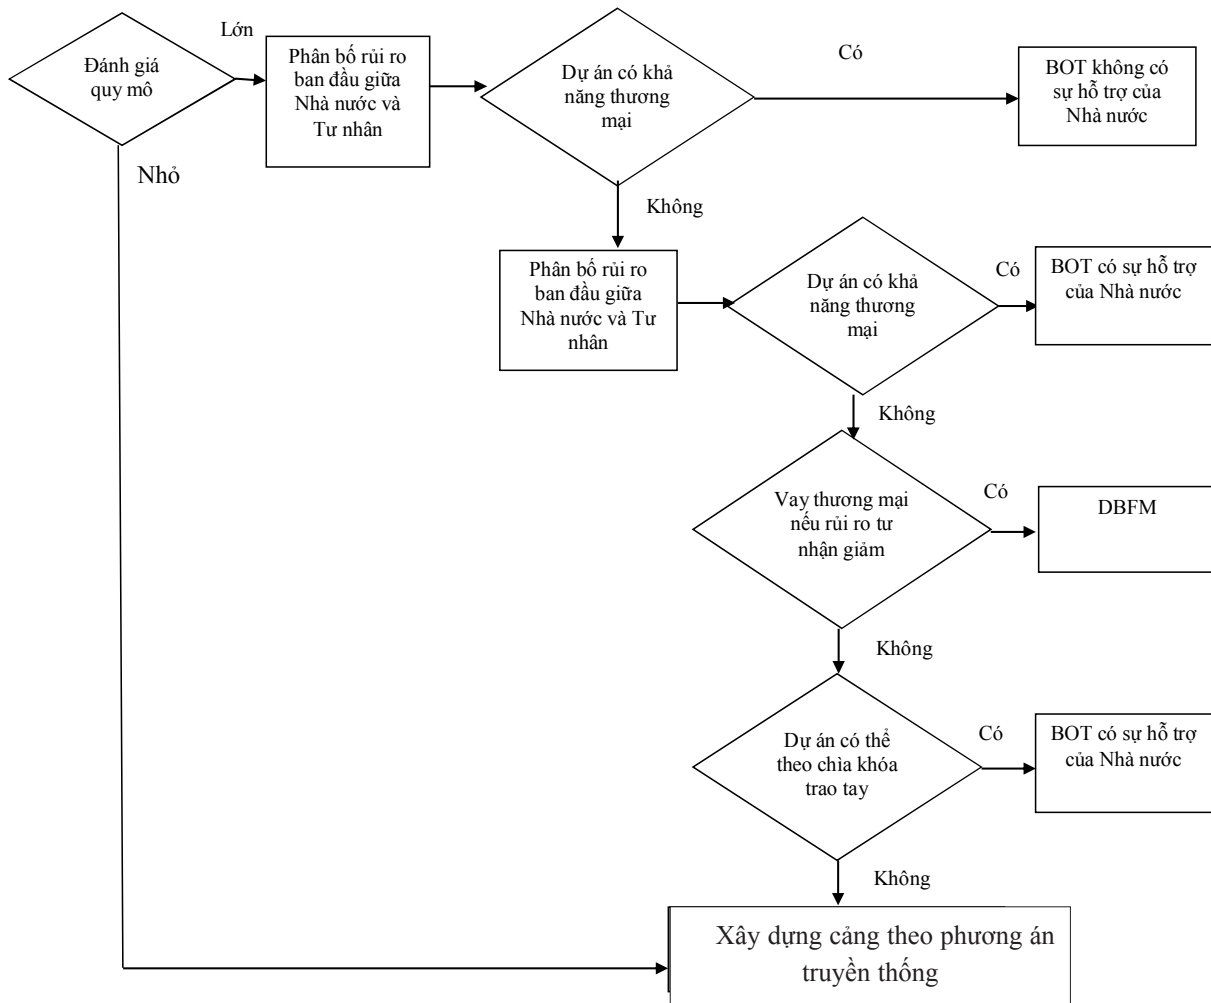 Lớn
Đánh giá
quy mô
Phân bố rủi ro
ban đầu giữa
Nhà nước và
Tư nhân
Dự án có khả
năng thương
mại
Có
BOT không có
sự hỗ trợ của
Nhà nước
Nhỏ
Không
Phân bố rủi ro
ban đầu giữa
Nhà nước và Tư
nhân
Dự án có khả
năng thương
mại
Có
BOT có sự hỗ trợ
của Nhà nước
Không
Vay thương mại
nếu rủi ro tư
nhận giảm
Có
DBFM
Không
Dự án có thể
theo chìa khóa
trao tay
Có
BOT có sự hỗ trợ
của Nhà nước
Không
Xây dựng cảng theo phương án
truyền thống